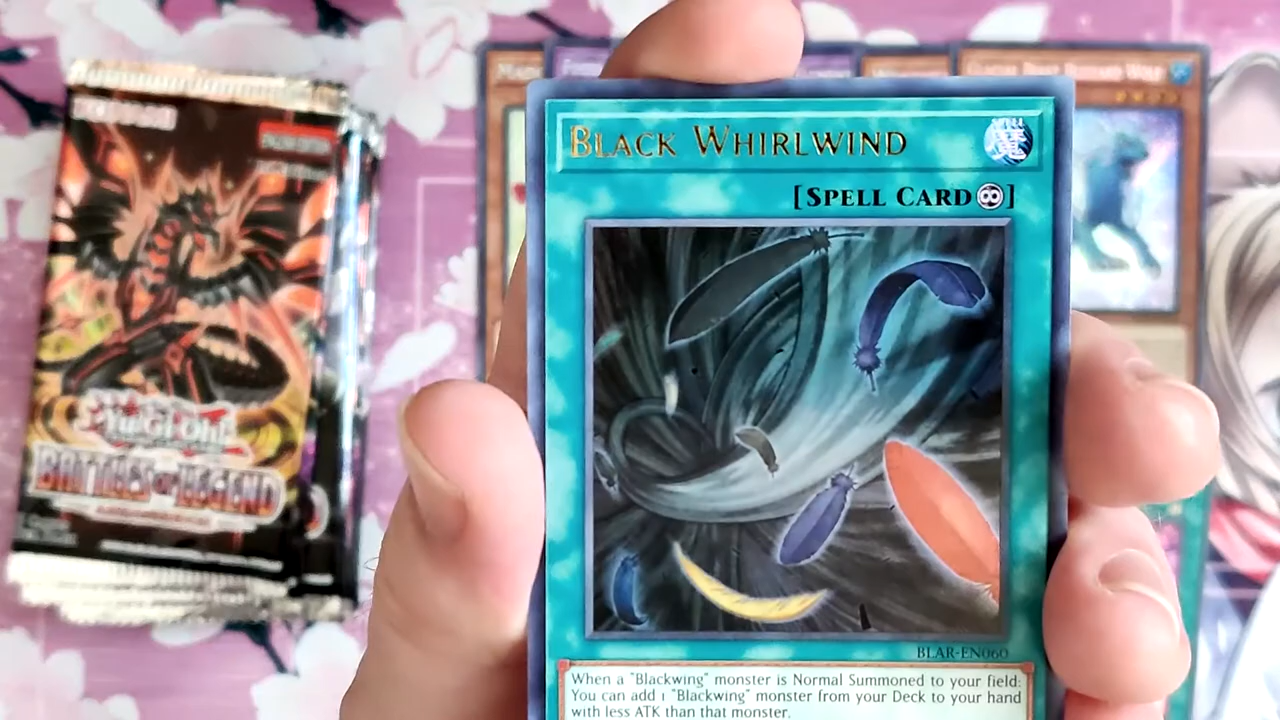 KONAMI
Yu-Gi-Oh!
BATTLES OF LEGEND
BLACK WHIRLWIND
[SPELL CARD]
BLAR-EN060
When a "Blackwing" monster is Normal Summoned to your field:
You can add 1 "Blackwing" monster from your Deck to your hand
with less ATK than that monster.